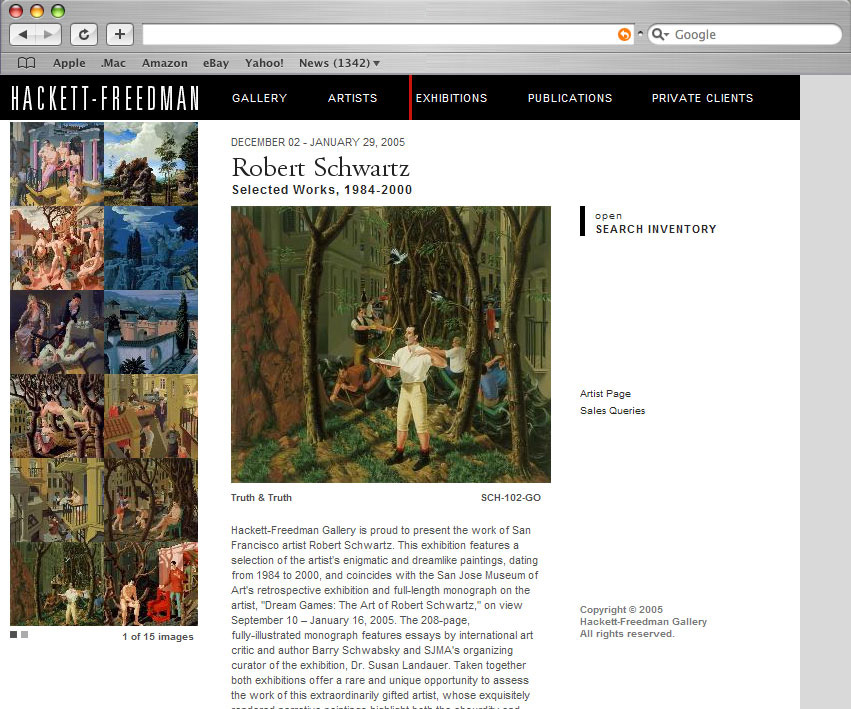 Google
Apple .Mac Amazon eBay Yahoo! News (1342)
HACKETT-FREEDMAN GALLERY ARTISTS EXHIBITIONS PUBLICATIONS PRIVATE CLIENTS
DECEMBER 02 - JANUARY 29, 2005
Robert Schwartz
Selected Works, 1984-2000
open
SEARCH INVENTORY
Artist Page
Sales Queries
Truth & Truth SCH-102-GO
Hackett-Freedman Gallery is proud to present the work of San
Francisco artist Robert Schwartz. This exhibition features a
selection of the artist's enigmatic and dreamlike paintings, dating
from 1984 to 2000, and coincides with the San Jose Museum of
Art's retrospective exhibition and full-length monograph on the
artist, "Dream Games: The Art of Robert Schwartz," on view
September 10 – January 16, 2005. The 208-page,
fully-illustrated monograph features essays by international art
critic and author Barry Schwabsky and SJMA's organizing
curator of the exhibition, Dr. Susan Landauer. Taken together
both exhibitions offer a rare and unique opportunity to assess
the work of this extraordinarily gifted artist, whose exquisitely
rendered narrative paintings highlight both the absurdity and
1 of 15 images
Copyright © 2005
Hackett-Freedman Gallery
All rights reserved.